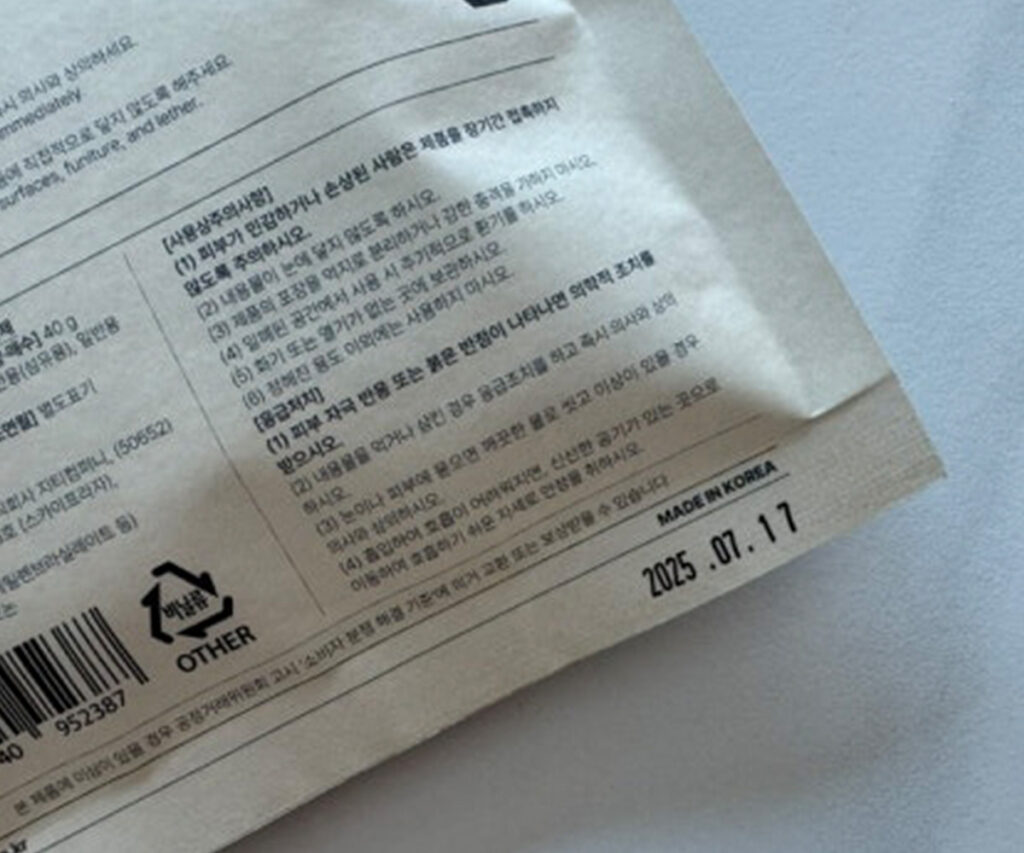 의사와 상의하세요.
immediately
직접적으로 닿지 않도록 해주세요.
surfaces, funiture, and lether.
[사용상주의사항]
(1) 피부가 민감하거나 손상된 사람은 제품을 장기간 접촉하지
않도록 주의하시오.
(2) 내용물이 눈에 닿지 않도록 하시오.
(3) 제품의 포장을 억지로 분리하거나 강한 충격을 가하지 마시오.
(4) 밀폐된 공간에서 사용 시 주기적으로 환기를 하시오.
(5) 화기 또는 열기가 없는 곳에 보관하시오.
(6) 정해진 용도 이외에는 사용하지 마시오.
[응급처치]
(1) 피부 자극 반응 또는 붉은 반점이 나타나면 의학적 조치를
받으시오.
(2) 내용물을 먹거나 삼킨 경우 응급조치를 하고 즉시 의사와 상의
하시오.
(3) 눈이나 피부에 묻으면 깨끗한 물로 씻고 이상이 있을 경우
의사와 상의하시오.
(4) 흡입하여 호흡이 어려워지면, 신선한 공기가 있는 곳으로
이동하여 호흡하기 쉬운 자세로 안정을 취하시오.
40 g
(섬유용), 일반용
별도표기
지티컴퍼니, (50652)
(스카이프라자),
비닐류
OTHER
40 952387
본 제품에 이상이 있을 경우 공정거래위원회 고시 '소비자 분쟁 해결 기준'에 의거 교환 또는 보상받을 수 있습니다
MADE IN KOREA
2025 .07. 17
.kr